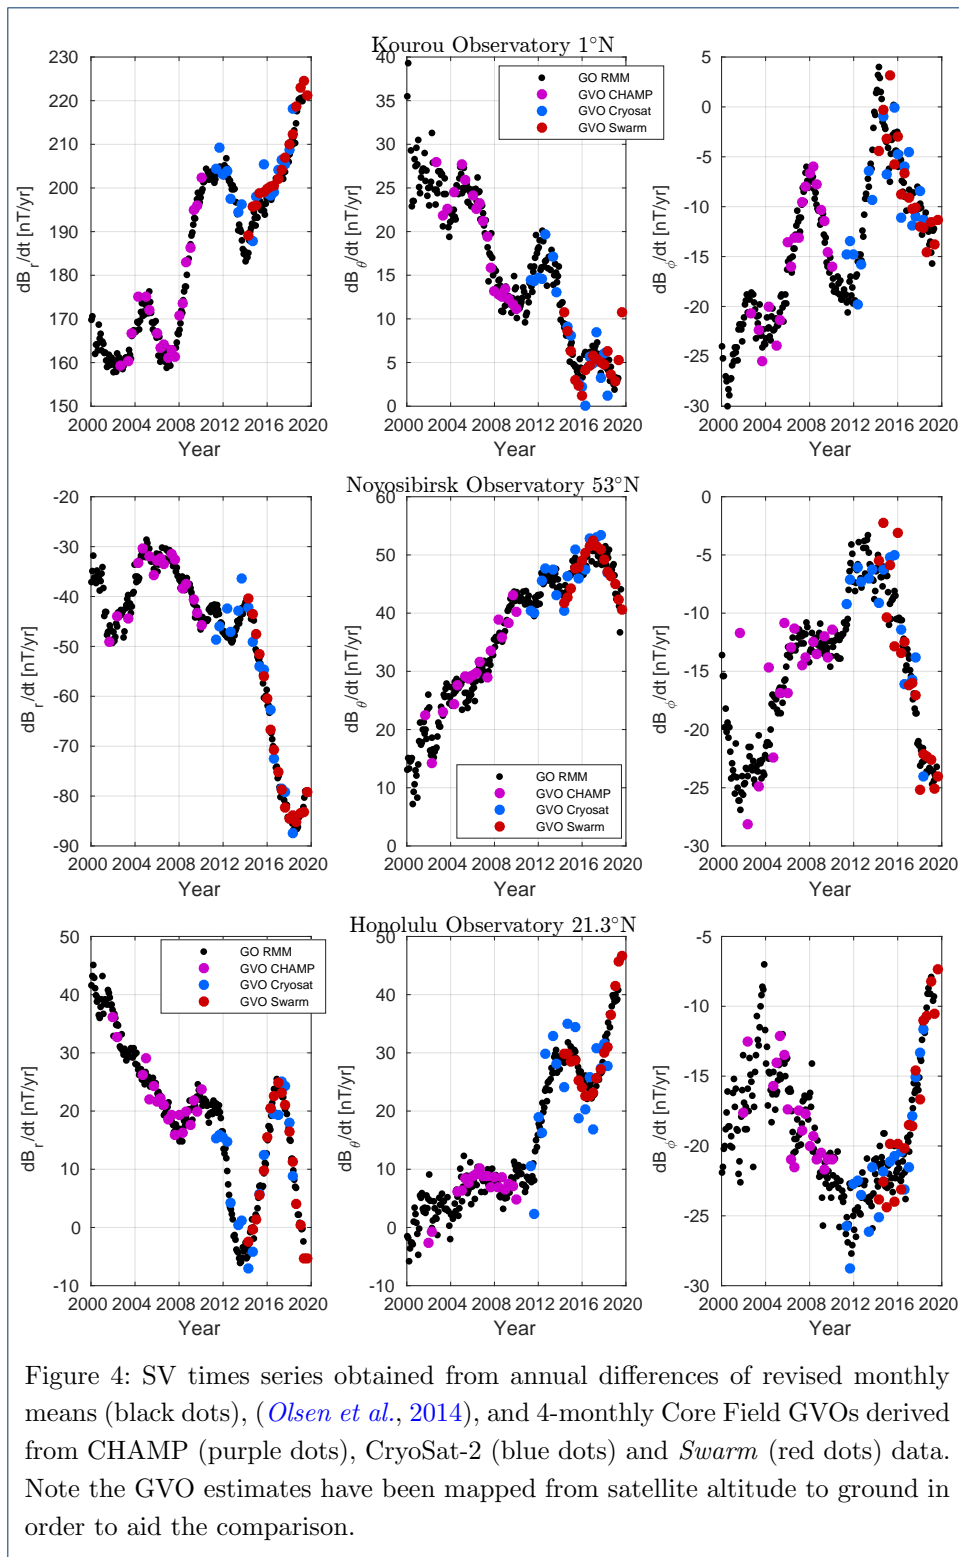 Kourou Observatory 1°N
230
220
210
200
190
180
170
160
150
dB_r/dt [nT/yr]
2000 2004 2008 2012 2016 2020
Year
40
35
30
25
20
15
10
5
0
dB_θ/dt [nT/yr]
GO RMM
GVO CHAMP
GVO Cryosat
GVO Swarm
2000 2004 2008 2012 2016 2020
Year
5
0
-5
-10
-15
-20
-25
-30
dB_ϕ/dt [nT/yr]
2000 2004 2008 2012 2016 2020
Year
Novosibirsk Observatory 53°N
-20
-30
-40
-50
-60
-70
-80
-90
dB_r/dt [nT/yr]
2000 2004 2008 2012 2016 2020
Year
60
50
40
30
20
10
0
dB_θ/dt [nT/yr]
GO RMM
GVO CHAMP
GVO Cryosat
GVO Swarm
2000 2004 2008 2012 2016 2020
Year
0
-5
-10
-15
-20
-25
-30
dB_ϕ/dt [nT/yr]
2000 2004 2008 2012 2016 2020
Year
Honolulu Observatory 21.3°N
50
40
30
20
10
0
-10
dB_r/dt [nT/yr]
GO RMM
GVO CHAMP
GVO Cryosat
GVO Swarm
2000 2004 2008 2012 2016 2020
Year
50
40
30
20
10
0
-10
dB_θ/dt [nT/yr]
2000 2004 2008 2012 2016 2020
Year
-5
-10
-15
-20
-25
-30
dB_ϕ/dt [nT/yr]
2000 2004 2008 2012 2016 2020
Year
Figure 4: SV times series obtained from annual differences of revised monthly
means (black dots), (Olsen et al., 2014), and 4-monthly Core Field GVOs derived
from CHAMP (purple dots), CryoSat-2 (blue dots) and Swarm (red dots) data.
Note the GVO estimates have been mapped from satellite altitude to ground in
order to aid the comparison.